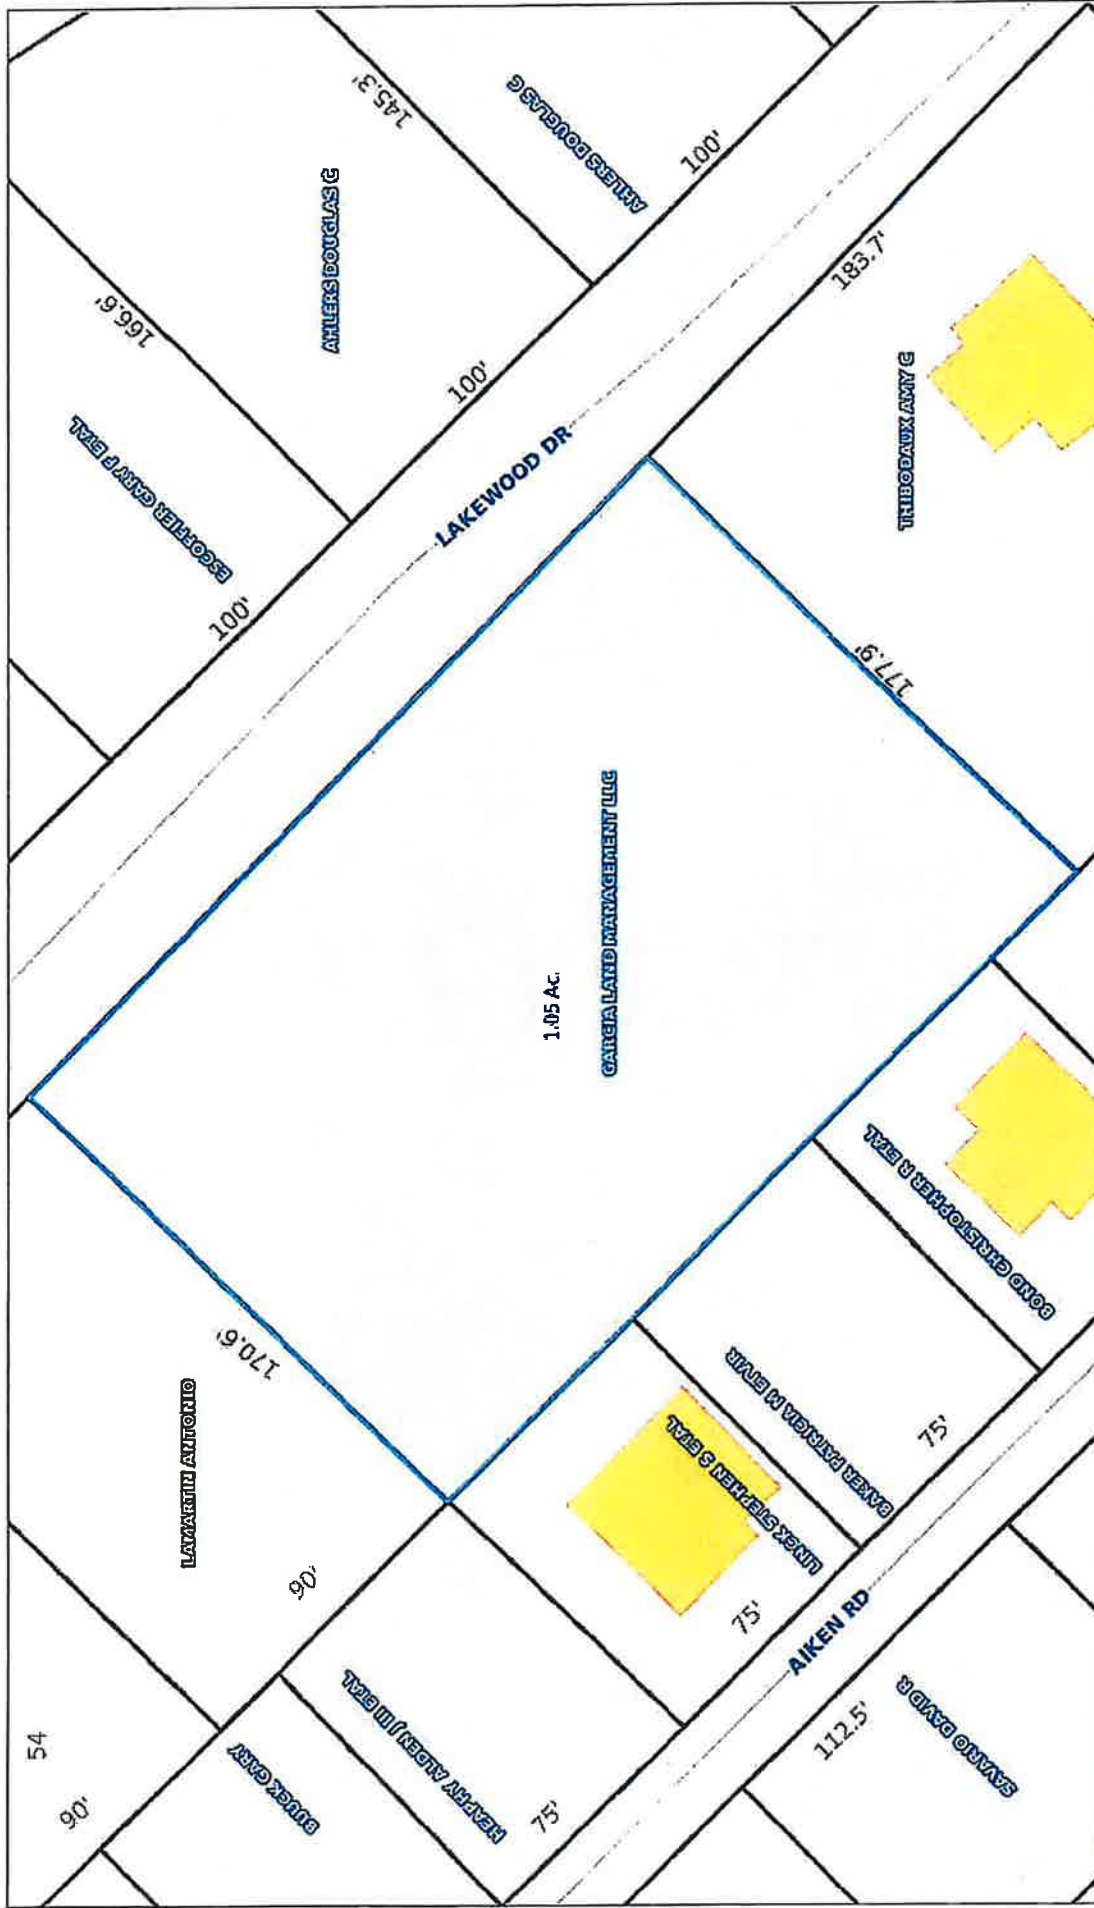 54
90'
BUUCK GARY
LAMARTIN ANTONIO
166.6'
ESCOFFIER GARY F ETAL
100'
170.6'
90'
HEAPHY ALDEN J III ETAL
AHLERS DOUGLAS C
145.3'
100'
LAKEWOOD DR
75'
1.05 Ac.
AHLERS DOUGLAS C
GARCIA LAND MANAGEMENT LLC
100'
LINCK STEPHEN S ETAL
75'
BAKER PATRICIA M ETVIR
AIKEN RD
112.5'
183.7'
177.9'
THIBODAUX AMY C
75'
SAVARIO DAVID R
BOND CHRISTOPHER R ETAL